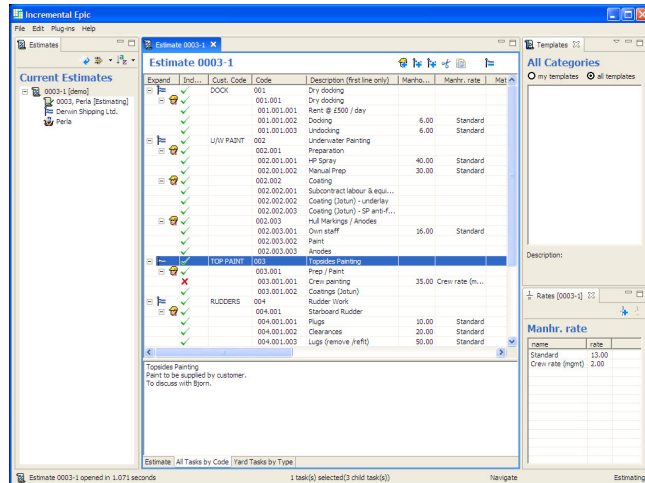 Incremental Epic
File Edit Plug-ins Help
Estimates
Current Estimates
0003-1 [demo]
0003, Perla [Estimating]
Derwin Shipping Ltd.
Perla
Estimate 0003-1
Estimate 0003-1
Expand Ind... Cust. Code Code Description (first line only) Manho... Manhr. rate Mat
DOCK 001 Dry docking
001.001 Dry docking
001.001.001 Rent @ £500 / day
001.001.002 Docking 6.00 Standard
001.001.003 Undocking 6.00 Standard
U/W PAINT 002 Underwater Painting
002.001 Preparation
002.001.001 HP Spray 40.00 Standard
002.001.002 Manual Prep 30.00 Standard
002.002 Coating
002.002.001 Subcontract labour & equi...
002.002.002 Coating (Jotun) - underlay
002.002.003 Coating (Jotun) - SP anti-f...
002.003 Hull Markings / Anodes
002.003.001 Own staff 16.00 Standard
002.003.002 Paint
002.003.003 Anodes
TOP PAINT 003 Topsides Painting
003.001 Prep / Paint
003.001.001 Crew painting 35.00 Crew rate (m...
003.001.002 Coatings (Jotun)
RUDDERS 004 Rudder Work
004.001 Starboard Rudder
004.001.001 Plugs 10.00 Standard
004.001.002 Clearances 20.00 Standard
004.001.003 Lugs (remove /refit) 50.00 Standard
Topsides Painting
Paint to be supplied by customer.
To discuss with Bjorn.
Estimate All Tasks by Code Yard Tasks by Type
Templates
All Categories
my templates all templates
Description:
Rates [0003-1]
Manhr. rate
name rate
Standard 13.00
Crew rate (mgmt) 2.00
Estimate 0003-1 opened in 1.071 seconds 1 task(s) selected(3 child task(s)) Navigate Estimating